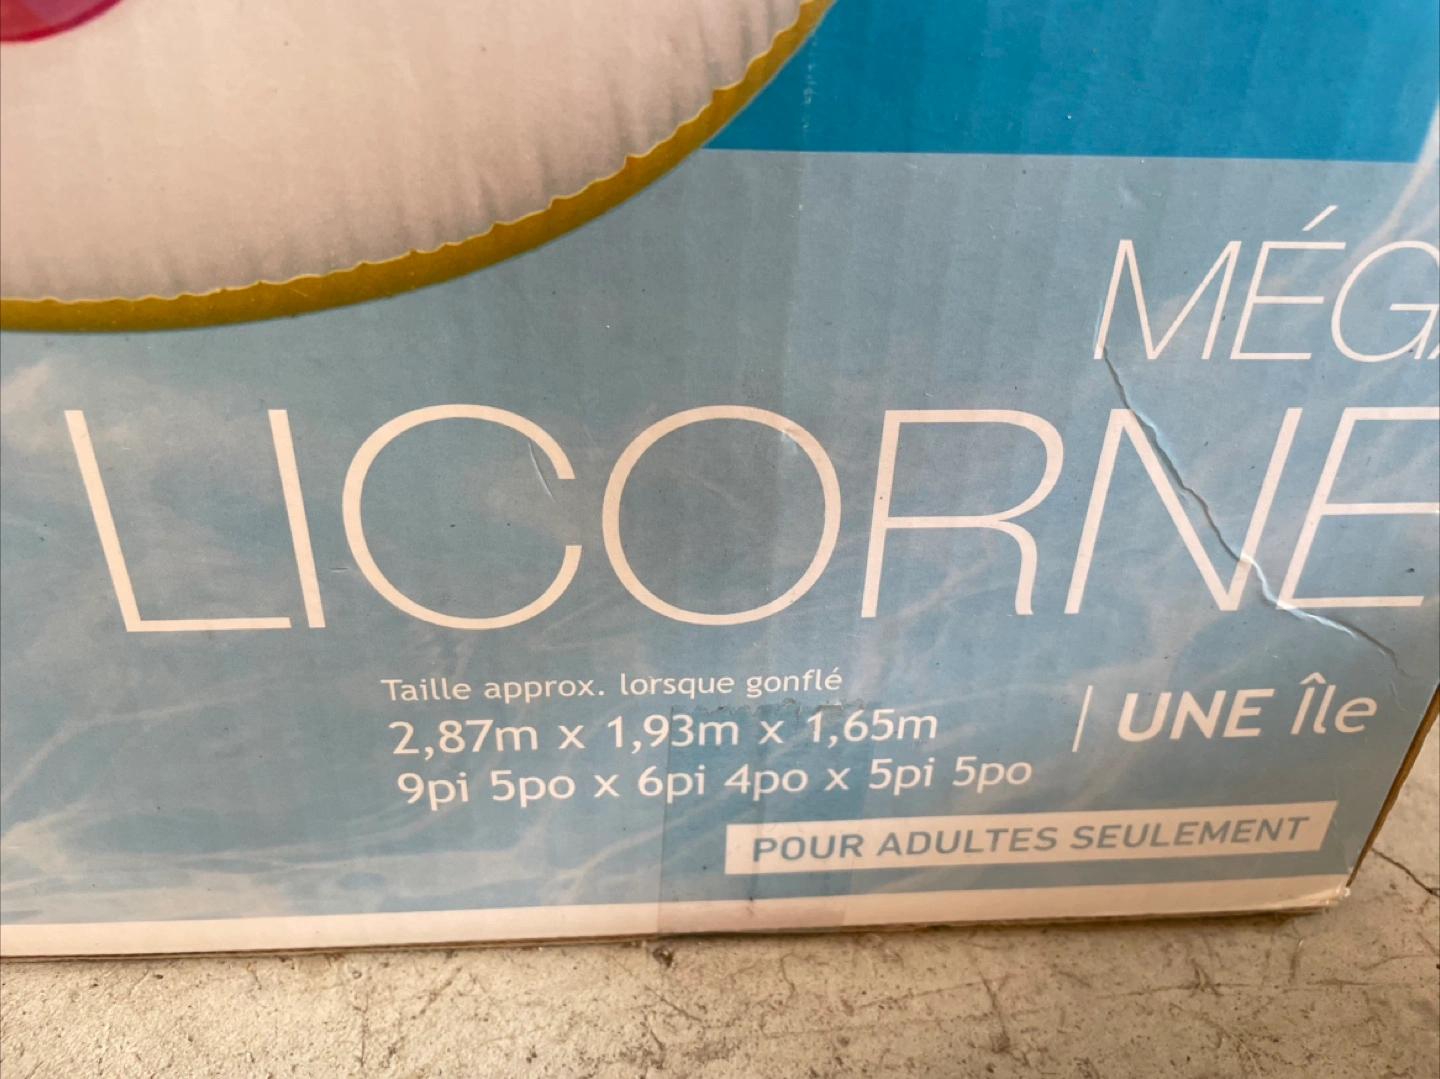 MÉGA
LICORNE
Taille approx. lorsque gonflé
2,87m x 1,93m x 1,65m
9pi 5po x 6pi 4po x 5pi 5po
| UNE Île
POUR ADULTES SEULEMENT